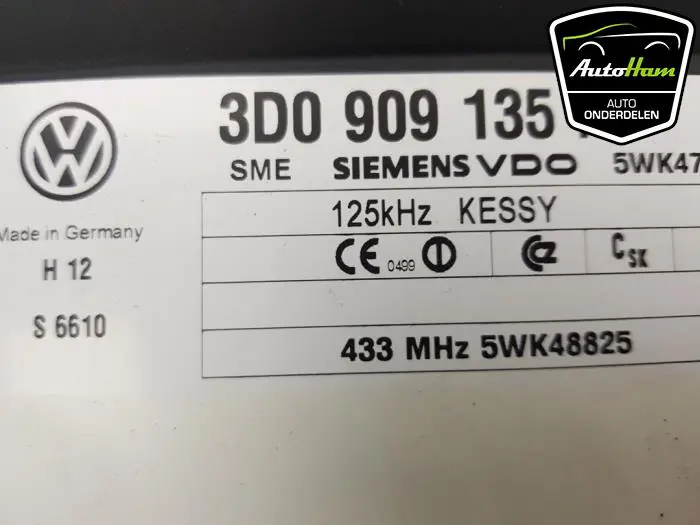 AutoHam
AUTO
ONDERDELEN
VW
3D0 909 135
SME SIEMENS VDO 5WK47
125kHz KESSY
Made in Germany
CE 0499
H 12
S 6610
433 MHz 5WK48825